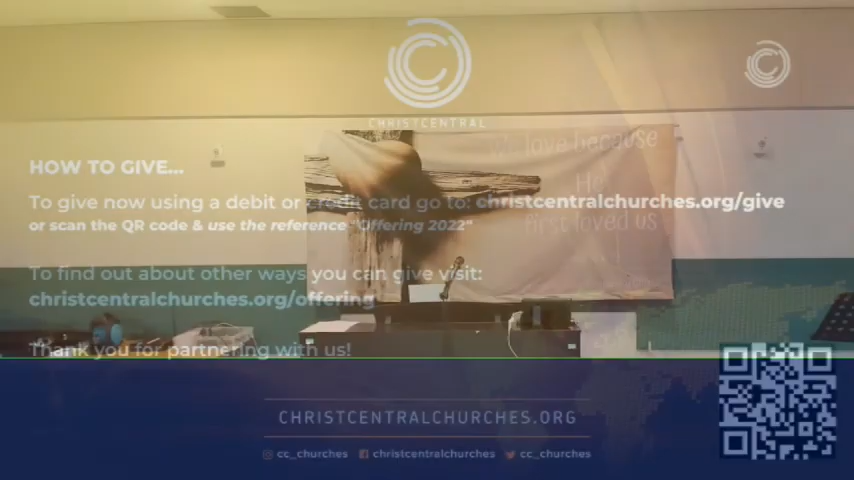 CHRISTCENTRAL
We love because
He
first loved us
HOW TO GIVE...
To give now using a debit or credit card go to: christcentralchurches.org/give
or scan the QR code & use the reference "Offering 2022"
To find out about other ways you can give visit:
christcentralchurches.org/offering
Thank you for partnering with us!
CHRISTCENTRALCHURCHES.ORG
cc_churches christcentralchurches cc_churches